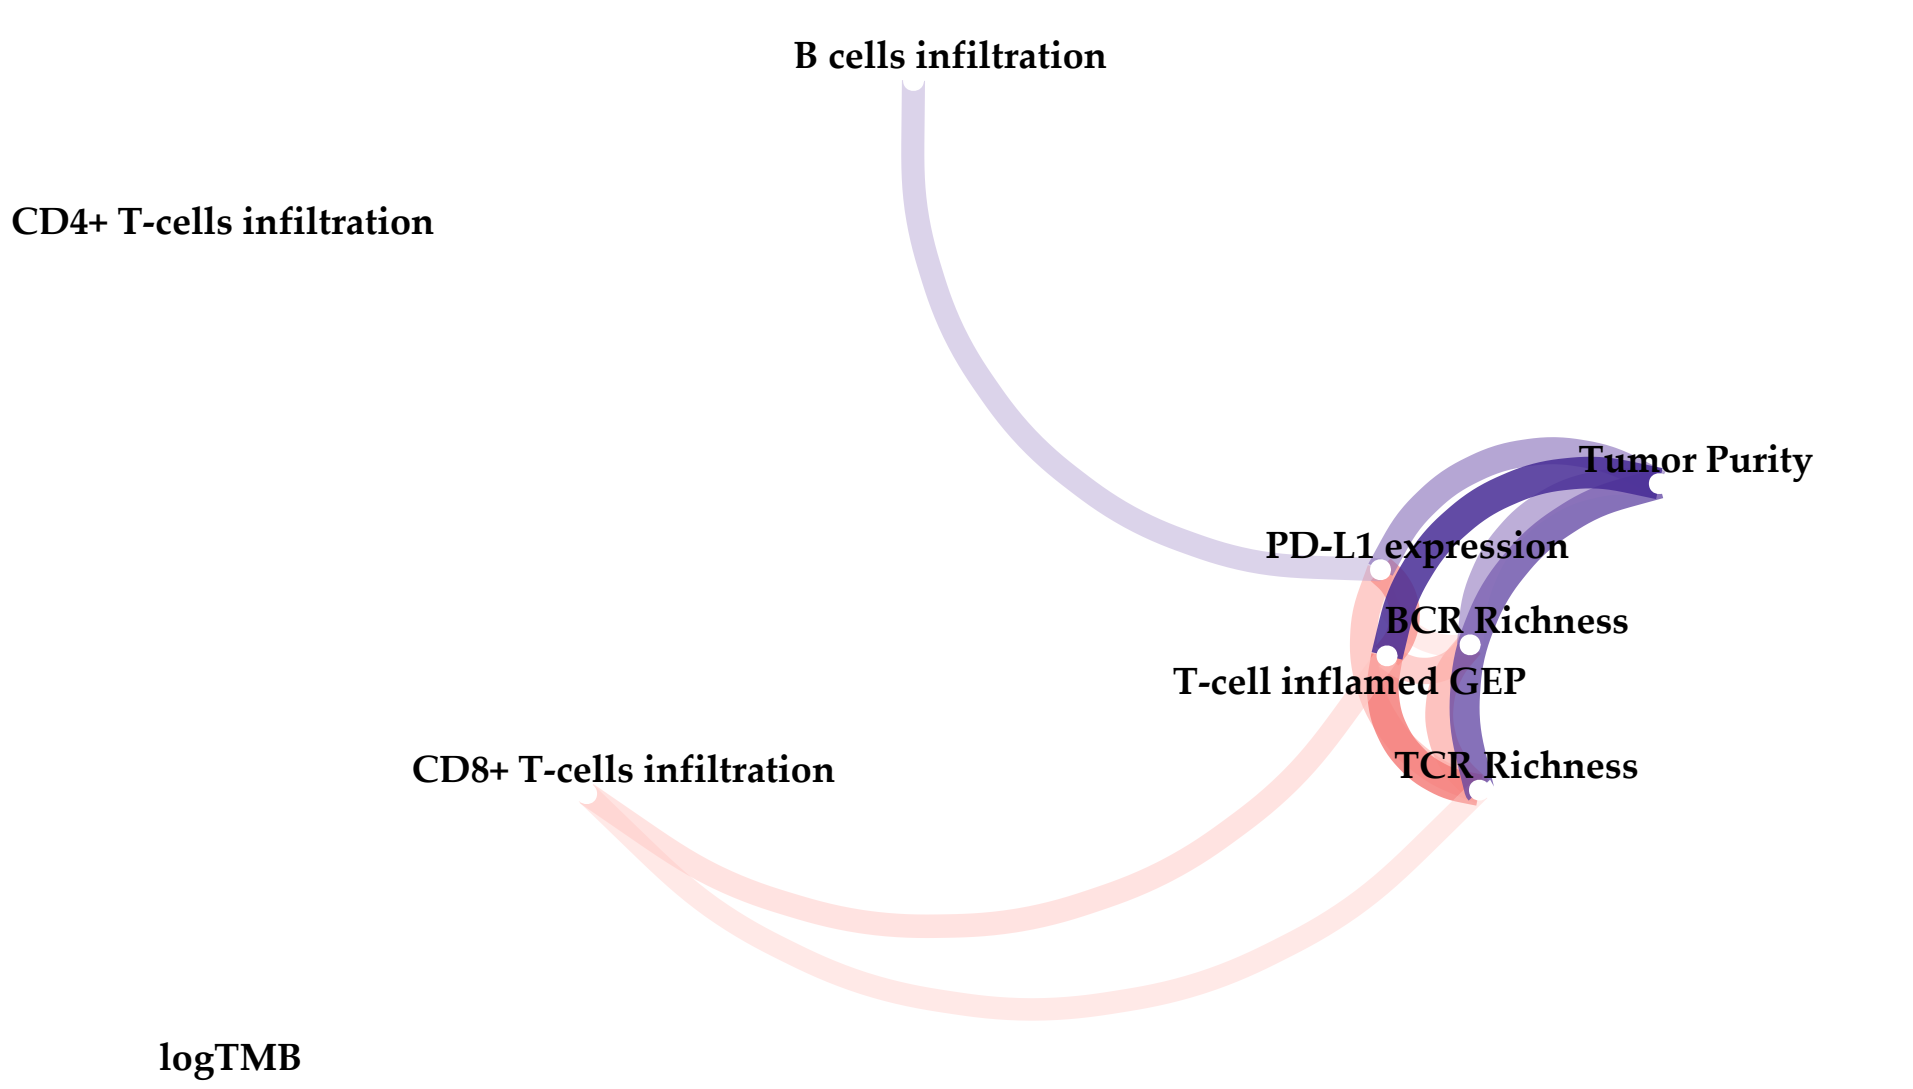 B cells infiltration
CD4+ T-cells infiltration
Tumor Purity
PD-L1 expression
BCR Richness
T-cell inflamed GEP
TCR Richness
CD8+ T-cells infiltration
logTMB